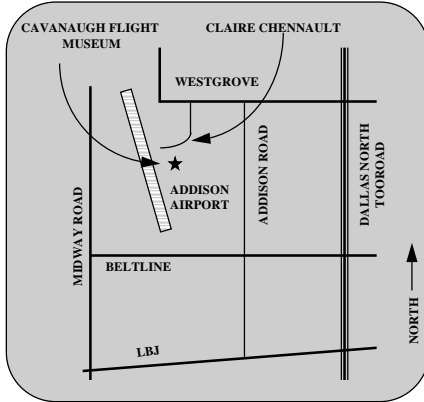 CAVANAUGH FLIGHT
MUSEUM
CLAIRE CHENNAULT
WESTGROVE
MIDWAY ROAD
ADDISON
AIRPORT
ADDISON ROAD
DALLAS NORTH
TOOROAD
BELTLINE
LBJ
NORTH